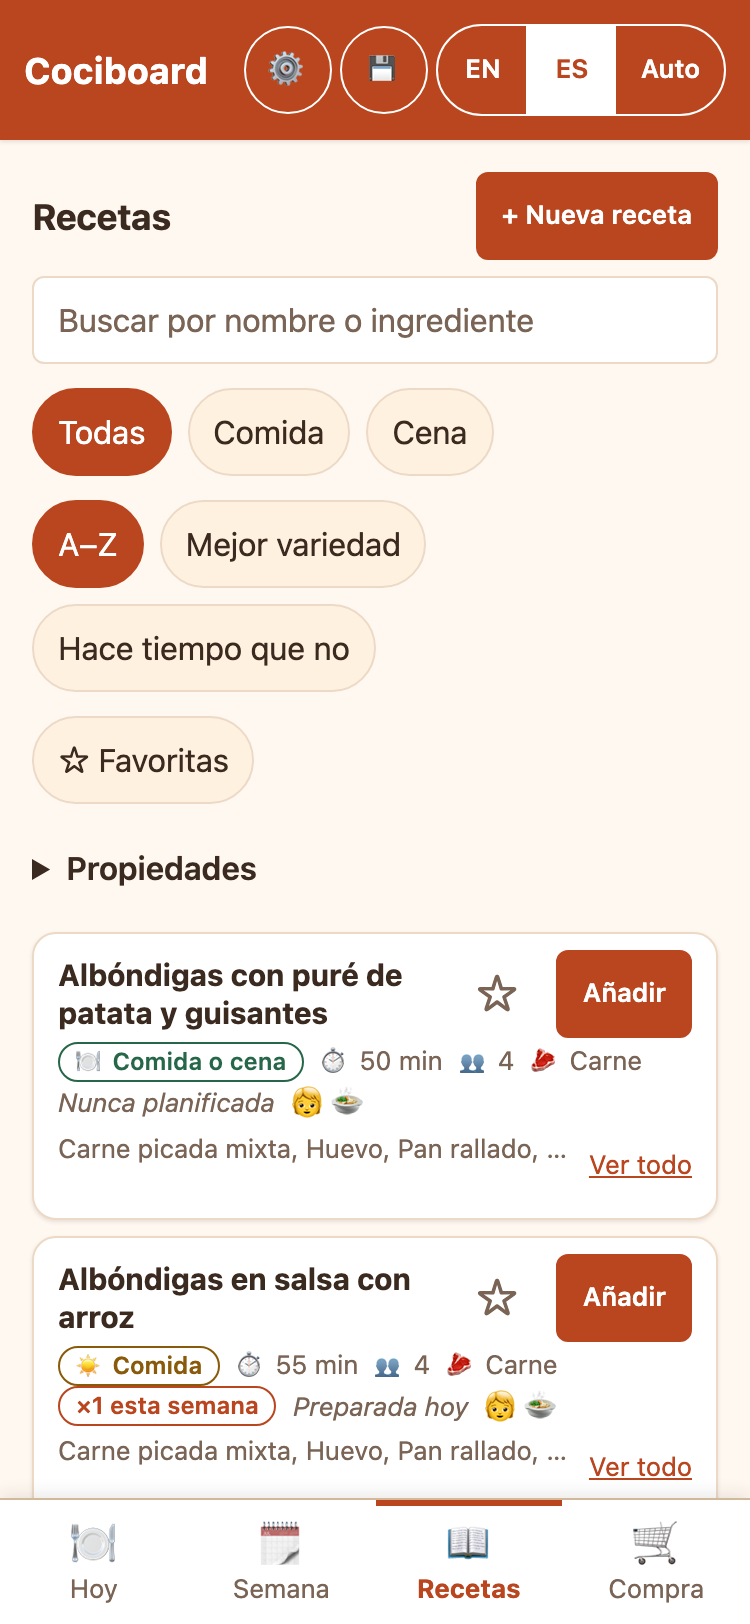 Cociboard
EN
ES
Auto
Recetas
+ Nueva receta
Buscar por nombre o ingrediente
Todas
Comida
Cena
A–Z
Mejor variedad
Hace tiempo que no
☆ Favoritas
Propiedades
Albóndigas con puré de
patata y guisantes
Añadir
Comida o cena 50 min 4 Carne
Nunca planificada
Carne picada mixta, Huevo, Pan rallado, ...
Ver todo
Albóndigas en salsa con
arroz
Añadir
Comida 55 min 4 Carne
×1 esta semana Preparada hoy
Carne picada mixta, Huevo, Pan rallado, ...
Ver todo
Hoy
Semana
Recetas
Compra